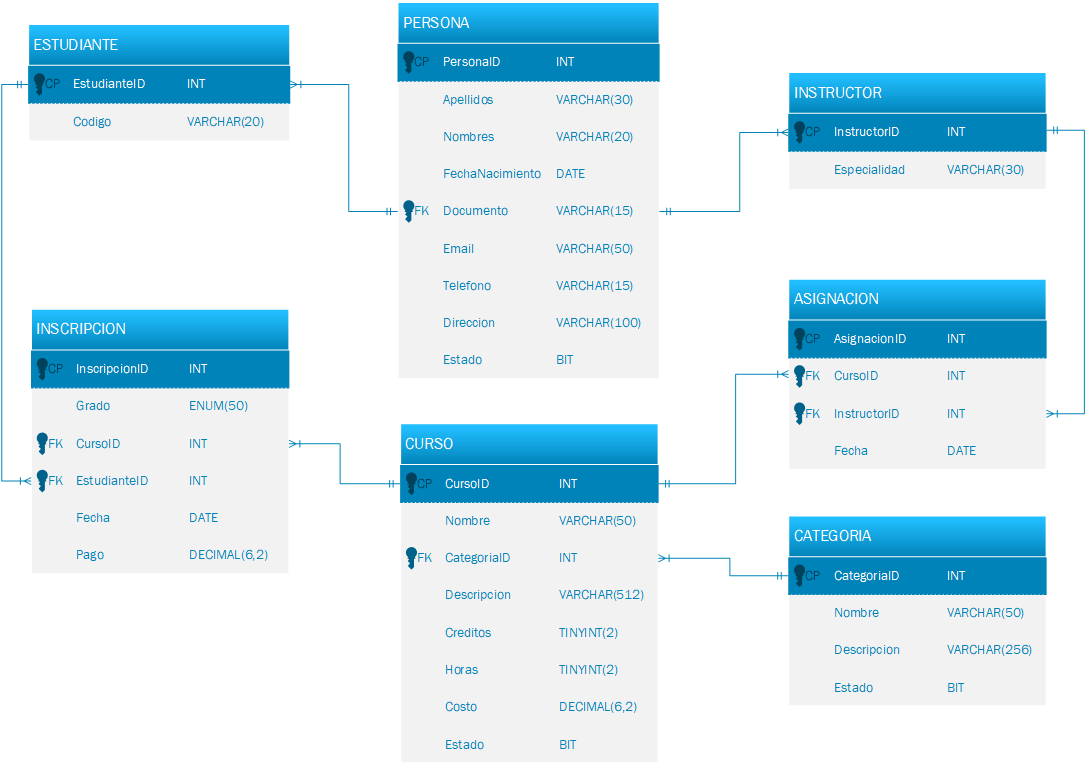 ESTUDIANTE
CP EstudianteID INT
Codigo VARCHAR(20)
PERSONA
CP PersonaID INT
Apellidos VARCHAR(30)
Nombres VARCHAR(20)
FechaNacimiento DATE
FK Documento VARCHAR(15)
Email VARCHAR(50)
Telefono VARCHAR(15)
Direccion VARCHAR(100)
Estado BIT
INSTRUCTOR
CP InstructorID INT
Especialidad VARCHAR(30)
INSCRIPCION
CP InscripcionID INT
Grado ENUM(50)
FK CursoID INT
FK EstudianteID INT
Fecha DATE
Pago DECIMAL(6,2)
CURSO
CP CursoID INT
Nombre VARCHAR(50)
FK CategoriaID INT
Descripcion VARCHAR(512)
Creditos TINYINT(2)
Horas TINYINT(2)
Costo DECIMAL(6,2)
Estado BIT
ASIGNACION
CP AsignacionID INT
FK CursoID INT
FK InstructorID INT
Fecha DATE
CATEGORIA
CP CategoriaID INT
Nombre VARCHAR(50)
Descripcion VARCHAR(256)
Estado BIT